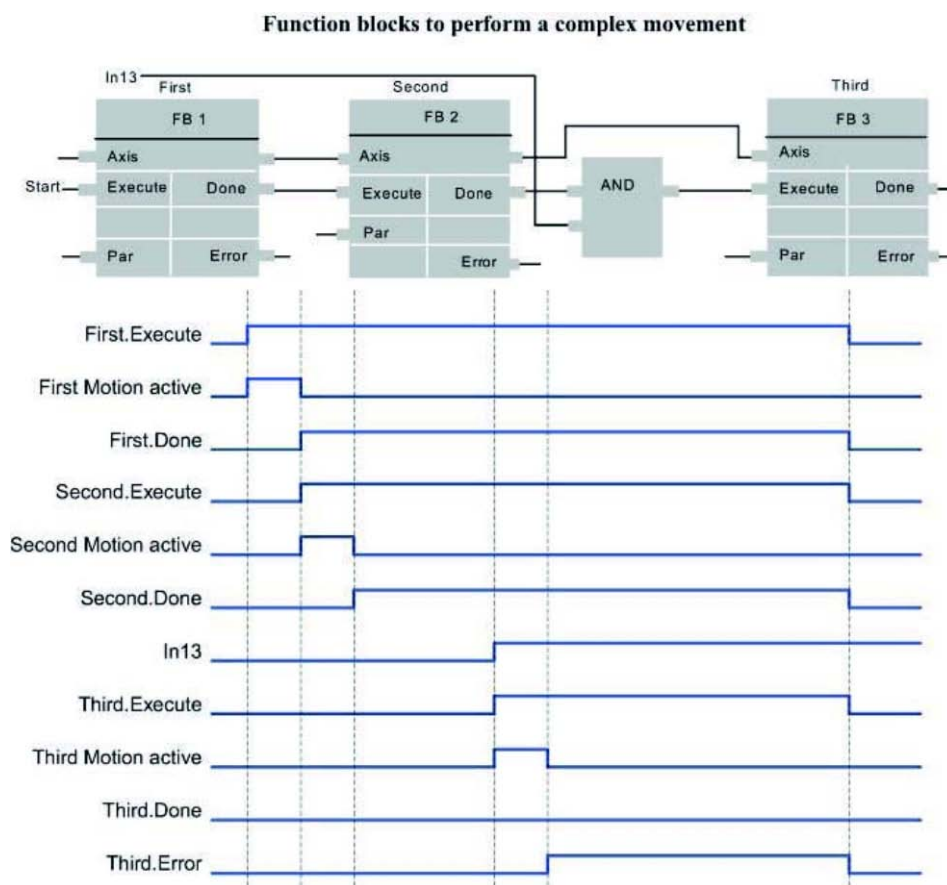 Function blocks to perform a complex movement
In13
First
Second
Third
FB 1
FB 2
FB 3
Axis
Axis
Axis
Start
Execute
Done
Execute
Done
AND
Execute
Done
Par
Error
Par
Error
Par
Error
First.Execute
First Motion active
First.Done
Second.Execute
Second Motion active
Second.Done
In13
Third.Execute
Third Motion active
Third.Done
Third.Error